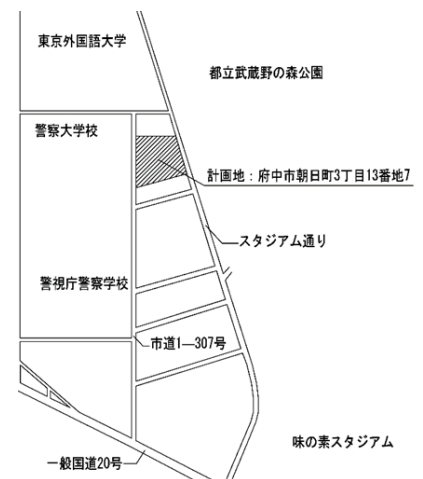 東京外国語大学
都立武蔵野の森公園
警察大学校
計画地：府中市朝日町3丁目13番地7
スタジアム通り
警視庁警察学校
市道1―307号
味の素スタジアム
一般国道20号